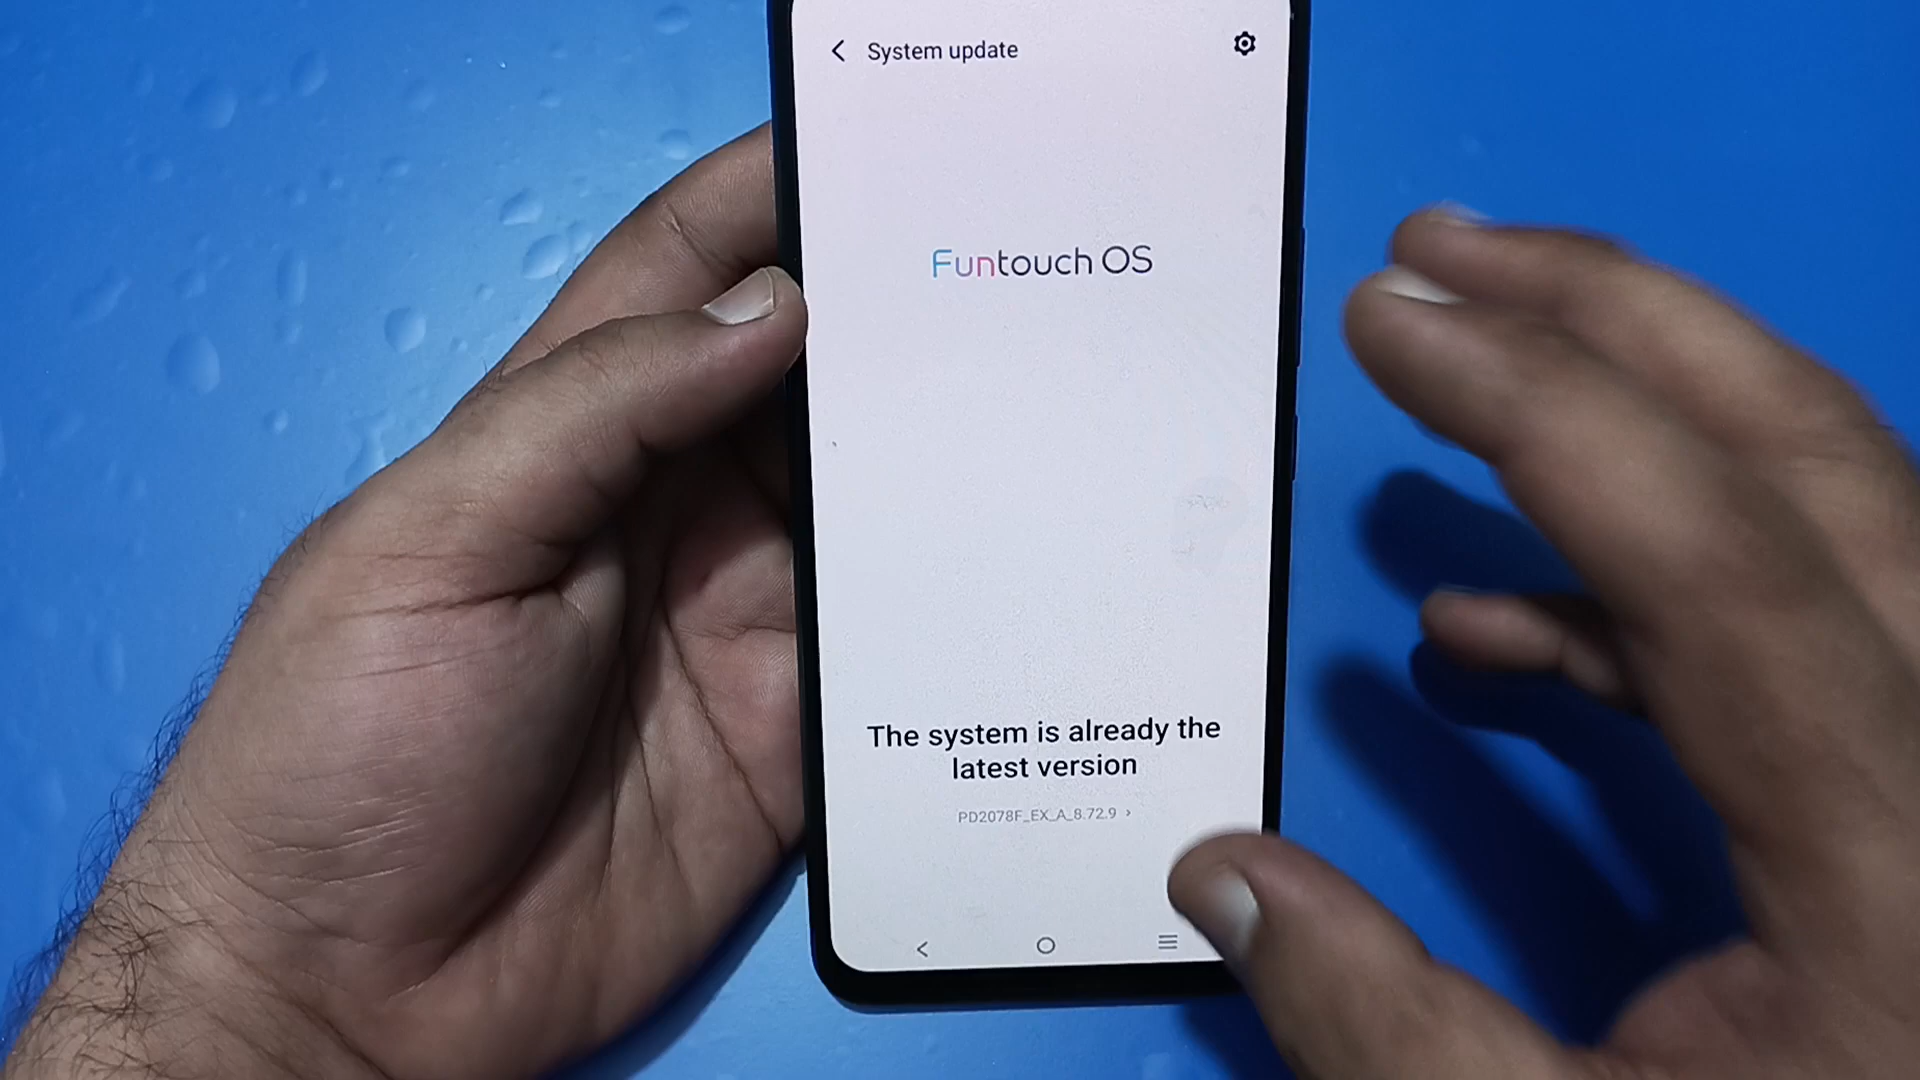 System update
Funtouch OS
The system is already the
latest version
PD2078F_EX_A_8.72.9 >